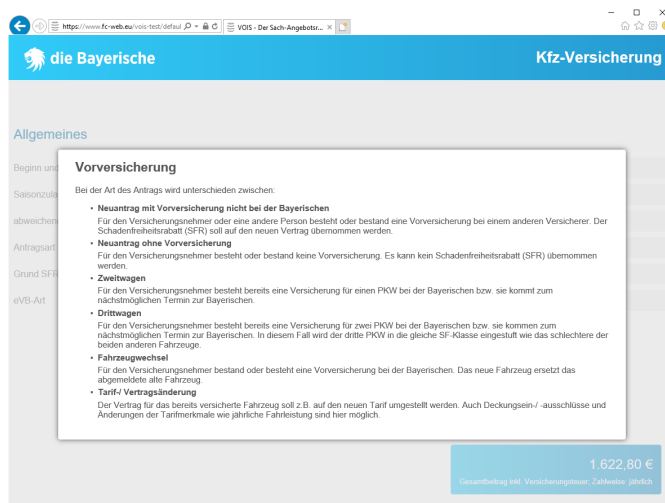 https://www.fc-web.eu/vois-test/defaul
VOIS - Der Sach-Angebotsr...
die Bayerische
Kfz-Versicherung
Allgemeines
Beginn und
Saisonzula
abweichen
Antragsart
Grund SFR
eVB-Art
Vorversicherung
Bei der Art des Antrags wird unterschieden zwischen:
• Neuantrag mit Vorversicherung nicht bei der Bayerischen
Für den Versicherungsnehmer oder eine andere Person besteht oder bestand eine Vorversicherung bei einem anderen Versicherer. Der
Schadenfreiheitsrabatt (SFR) soll auf den neuen Vertrag übernommen werden.
• Neuantrag ohne Vorversicherung
Für den Versicherungsnehmer besteht oder bestand keine Vorversicherung. Es kann kein Schadenfreiheitsrabatt (SFR) übernommen
werden.
• Zweitwagen
Für den Versicherungsnehmer besteht bereits eine Versicherung für einen PKW bei der Bayerischen bzw. sie kommt zum
nächstmöglichen Termin zur Bayerischen.
• Drittwagen
Für den Versicherungsnehmer besteht bereits eine Versicherung für zwei PKW bei der Bayerischen bzw. sie kommen zum
nächstmöglichen Termin zur Bayerischen. In diesem Fall wird der dritte PKW in die gleiche SF-Klasse eingestuft wie das schlechtere der
beiden anderen Fahrzeuge.
• Fahrzeugwechsel
Für den Versicherungsnehmer bestand oder besteht eine Vorversicherung bei der Bayerischen. Das neue Fahrzeug ersetzt das
abgemeldete alte Fahrzeug.
• Tarif-/ Vertragsänderung
Der Vertrag für das bereits versicherte Fahrzeug soll z.B. auf den neuen Tarif umgestellt werden. Auch Deckungsein-/ -ausschlüsse und
Änderungen der Tarifmerkmale wie jährliche Fahrleistung sind hier möglich.
1.622,80 €
Gesamtbeitrag inkl. Versicherungsteuer; Zahlweise: jährlich